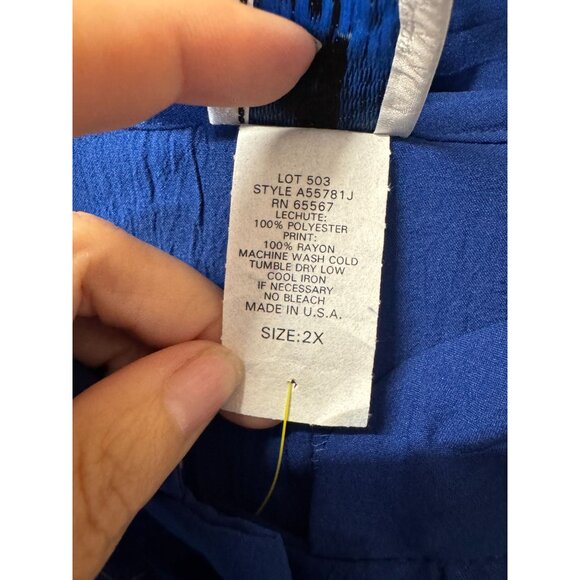 LOT 503
STYLE A55781J
RN 65567
LECHUTE:
100% POLYESTER
PRINT:
100% RAYON
MACHINE WASH COLD
TUMBLE DRY LOW
COOL IRON
IF NECESSARY
NO BLEACH
MADE IN U.S.A.
SIZE:2X